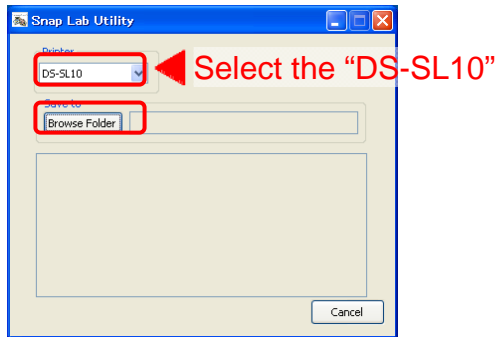 Snap Lab Utility
Printer
DS-SL10
Select the “DS-SL10”
Save to
Browse Folder
Cancel